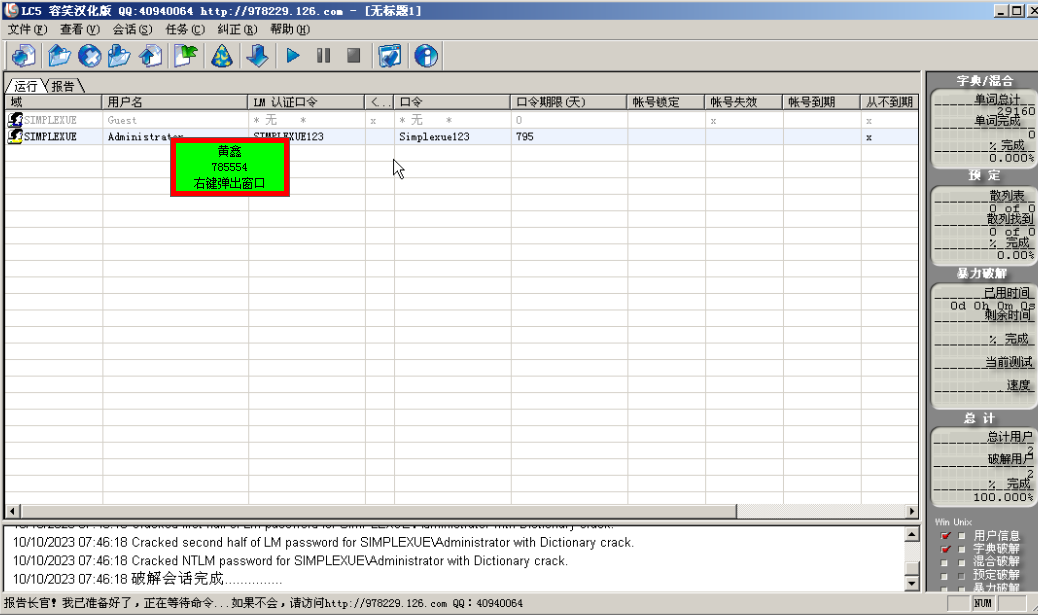 LC5 容笑汉化版 QQ:40940064 http://978229.126.com - [无标题1]
文件(F) 查看(V) 会话(S) 任务(C) 纠正(R) 帮助(H)
运行 报告
域 用户名 LM 认证口令 <.. 口令 口令期限(天) 帐号锁定 帐号失效 帐号到期 从不到期
SIMPLEXUE Guest * 无 * x * 无 * 0 x x
SIMPLEXUE Administrator SIMPLEXUE123 Simplexue123 795 x
黄鑫
785554
右键弹出窗口
字典/混合
单词总计
29160
单词完成
0
% 完成
0.000%
预 定
散列表
0 of 0
散列找到
0 of 0
% 完成
0.00%
暴力破解
已用时间
0d 0h 0m 0s
剩余时间
% 完成
当前测试
速度
总 计
总计用户
2
破解用户
2
% 完成
100.000%
Win Unix
用户信息
字典破解
混合破解
预定破解
暴力破解
10/10/2023 07:46:18 Cracked first half of LM password for SIMPLEXUE\Administrator with Dictionary crack.
10/10/2023 07:46:18 Cracked second half of LM password for SIMPLEXUE\Administrator with Dictionary crack.
10/10/2023 07:46:18 Cracked NTLM password for SIMPLEXUE\Administrator with Dictionary crack.
10/10/2023 07:46:18 破解会话完成...............
报告长官! 我已准备好了,正在等待命令...如果不会,请访问http://978229.126.com QQ:40940064
NUM